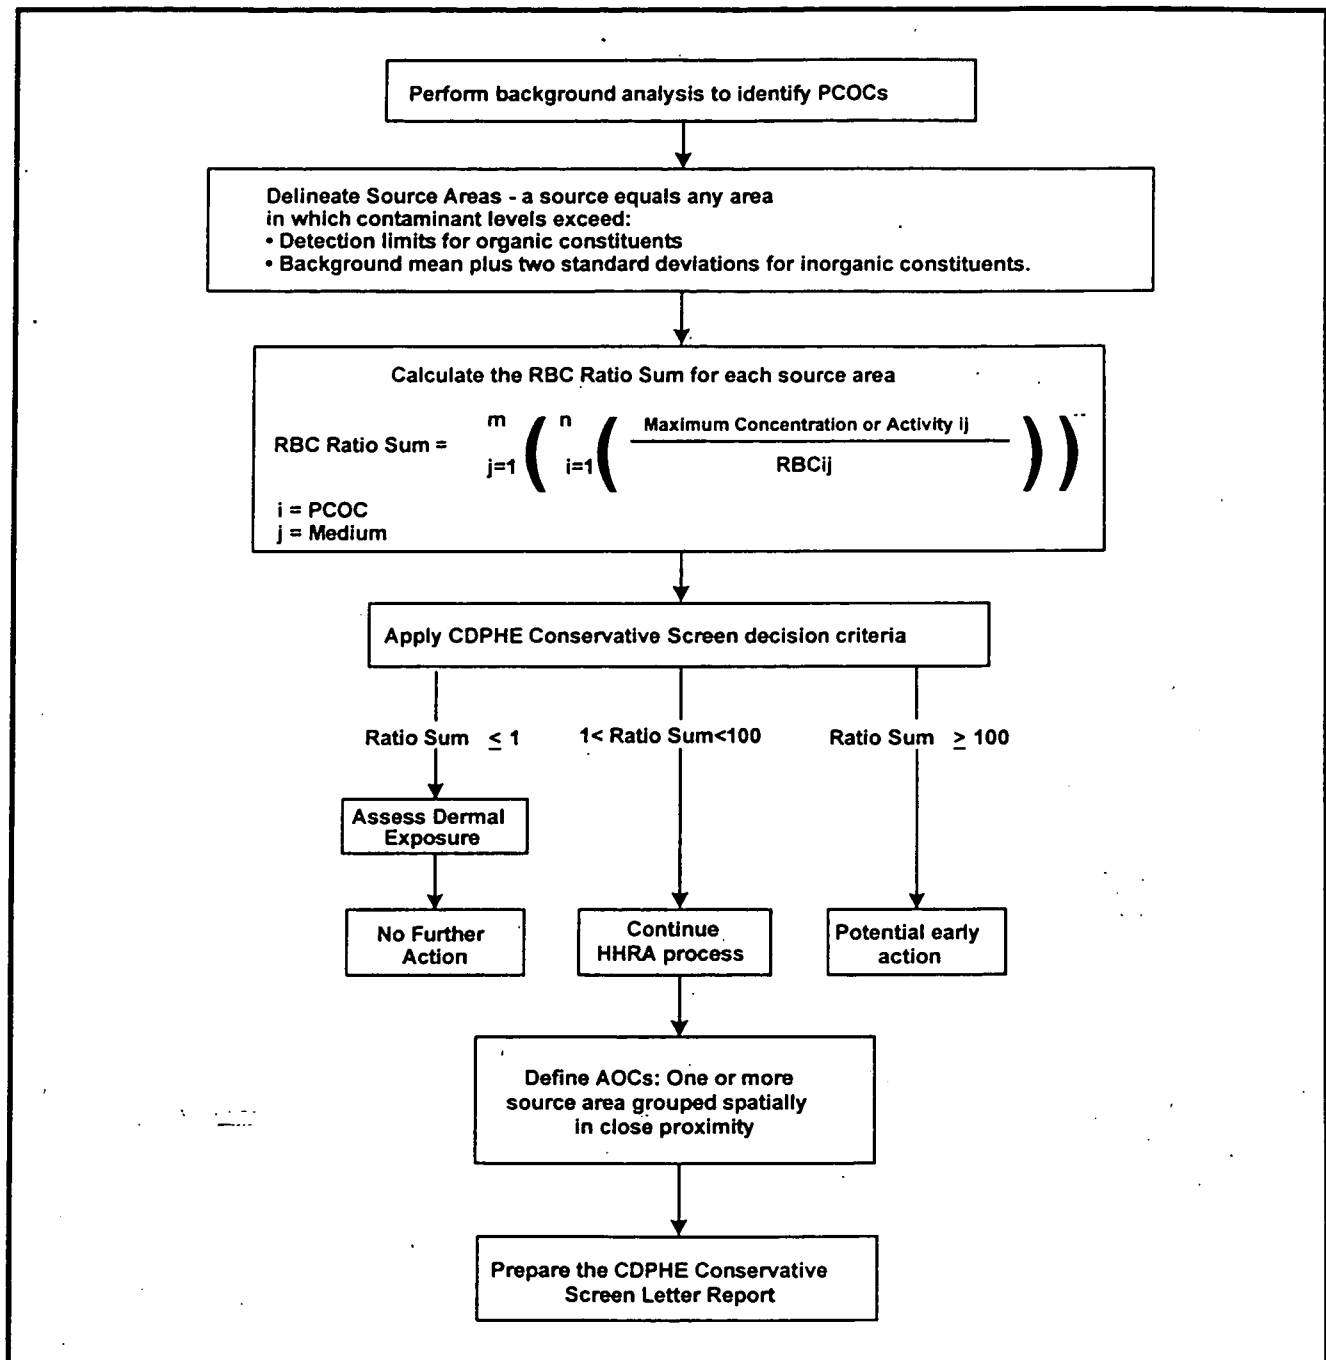 Perform background analysis to identify PCOCs
Delineate Source Areas - a source equals any area
in which contaminant levels exceed:
• Detection limits for organic constituents
• Background mean plus two standard deviations for inorganic constituents.
Calculate the RBC Ratio Sum for each source area
m n Maximum Concentration or Activity ij
RBC Ratio Sum = ( ( ) )
j=1 i=1 RBCij
i = PCOC
j = Medium
Apply CDPHE Conservative Screen decision criteria
Ratio Sum ≤ 1 1< Ratio Sum<100 Ratio Sum ≥ 100
Assess Dermal
Exposure
No Further
Action
Continue
HHRA process
Potential early
action
Define AOCs: One or more
source area grouped spatially
in close proximity
Prepare the CDPHE Conservative
Screen Letter Report